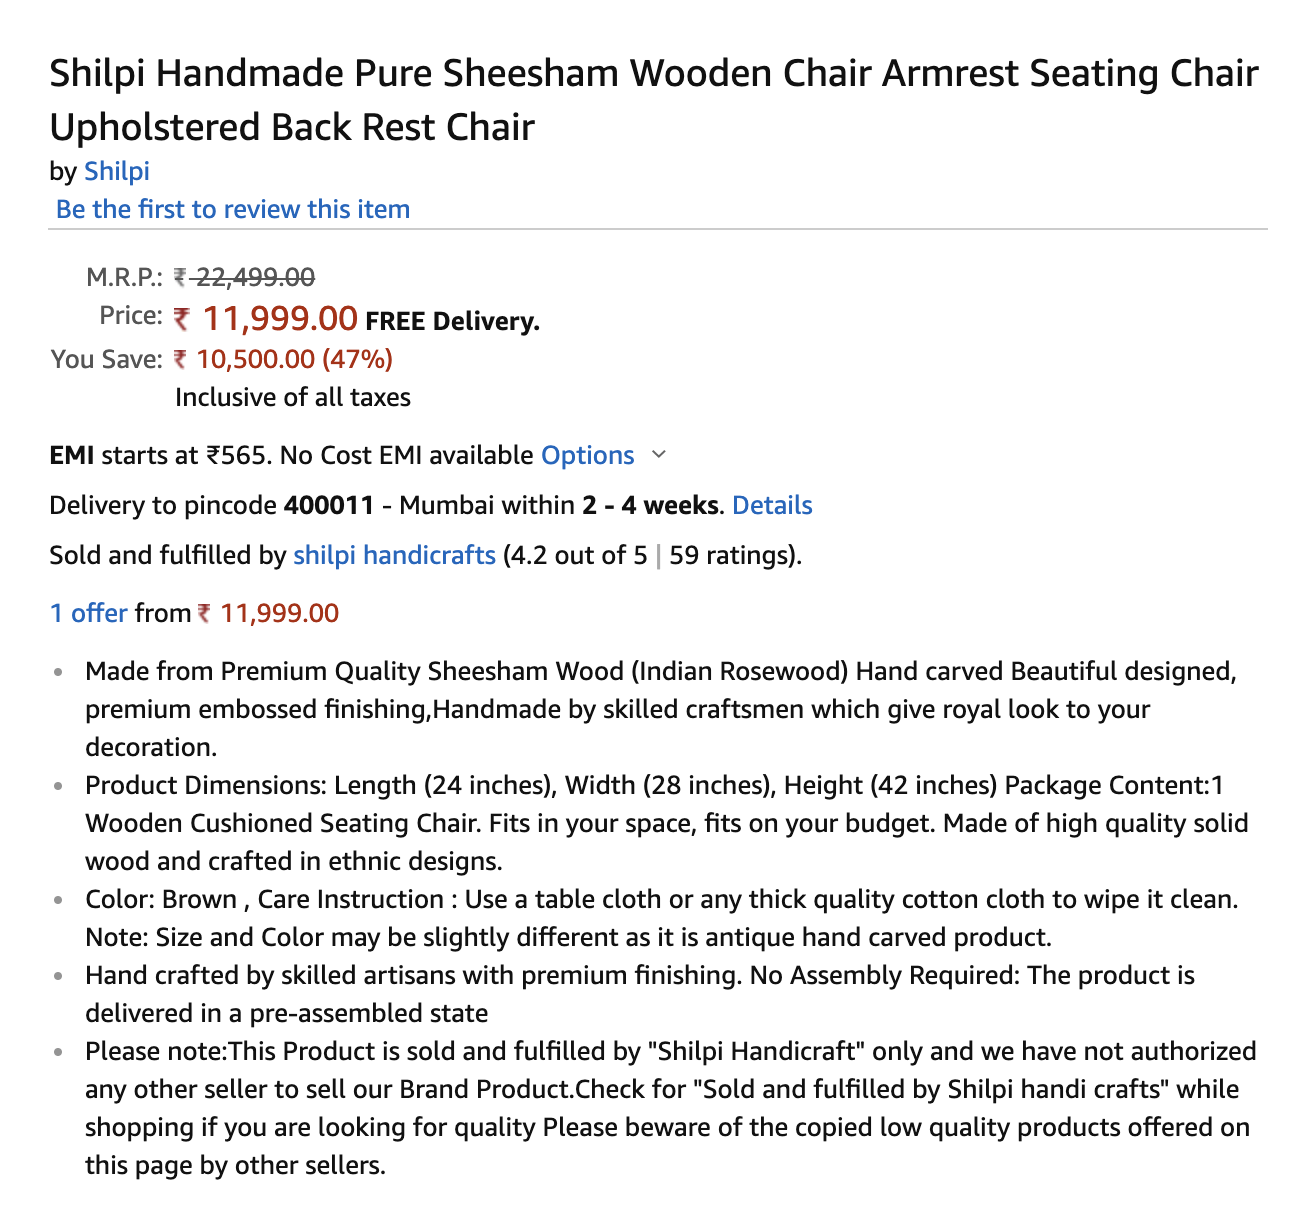 Shilpi Handmade Pure Sheesham Wooden Chair Armrest Seating Chair
Upholstered Back Rest Chair
by Shilpi
Be the first to review this item
M.R.P.: ₹ 22,499.00
Price: ₹ 11,999.00 FREE Delivery.
You Save: ₹ 10,500.00 (47%)
Inclusive of all taxes
EMI starts at ₹565. No Cost EMI available Options
Delivery to pincode 400011 - Mumbai within 2 - 4 weeks. Details
Sold and fulfilled by shilpi handicrafts (4.2 out of 5 | 59 ratings).
1 offer from ₹ 11,999.00
• Made from Premium Quality Sheesham Wood (Indian Rosewood) Hand carved Beautiful designed,
premium embossed finishing,Handmade by skilled craftsmen which give royal look to your
decoration.
• Product Dimensions: Length (24 inches), Width (28 inches), Height (42 inches) Package Content:1
Wooden Cushioned Seating Chair. Fits in your space, fits on your budget. Made of high quality solid
wood and crafted in ethnic designs.
• Color: Brown , Care Instruction : Use a table cloth or any thick quality cotton cloth to wipe it clean.
Note: Size and Color may be slightly different as it is antique hand carved product.
• Hand crafted by skilled artisans with premium finishing. No Assembly Required: The product is
delivered in a pre-assembled state
• Please note:This Product is sold and fulfilled by "Shilpi Handicraft" only and we have not authorized
any other seller to sell our Brand Product.Check for "Sold and fulfilled by Shilpi handi crafts" while
shopping if you are looking for quality Please beware of the copied low quality products offered on
this page by other sellers.